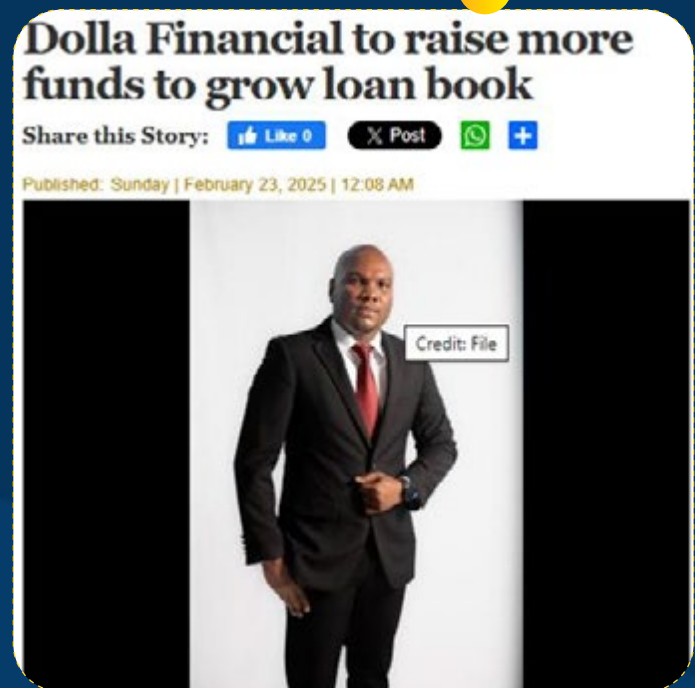 Dolla Financial to raise more
funds to grow loan book
Share this Story: Like 0 X Post
Published: Sunday | February 23, 2025 | 12:08 AM
Credit: File